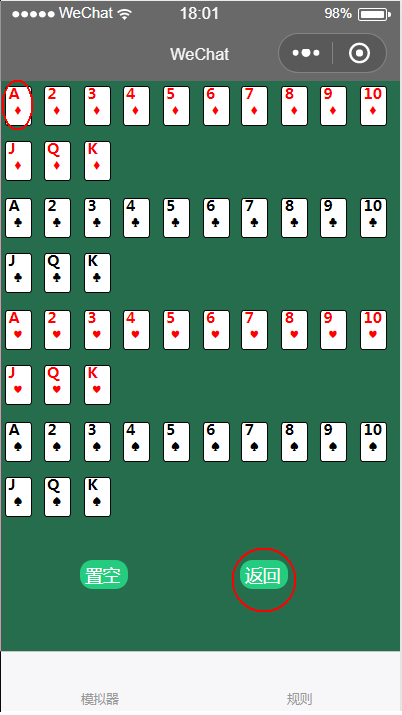 WeChat 18:01 98%
WeChat
A 2 3 4 5 6 7 8 9 10
♦ ♦ ♦ ♦ ♦ ♦ ♦ ♦ ♦ ♦
J Q K
♦ ♦ ♦
A 2 3 4 5 6 7 8 9 10
♣ ♣ ♣ ♣ ♣ ♣ ♣ ♣ ♣ ♣
J Q K
♣ ♣ ♣
A 2 3 4 5 6 7 8 9 10
♥ ♥ ♥ ♥ ♥ ♥ ♥ ♥ ♥ ♥
J Q K
♥ ♥ ♥
A 2 3 4 5 6 7 8 9 10
♠ ♠ ♠ ♠ ♠ ♠ ♠ ♠ ♠ ♠
J Q K
♠ ♠ ♠
置空 返回
模拟器 规则